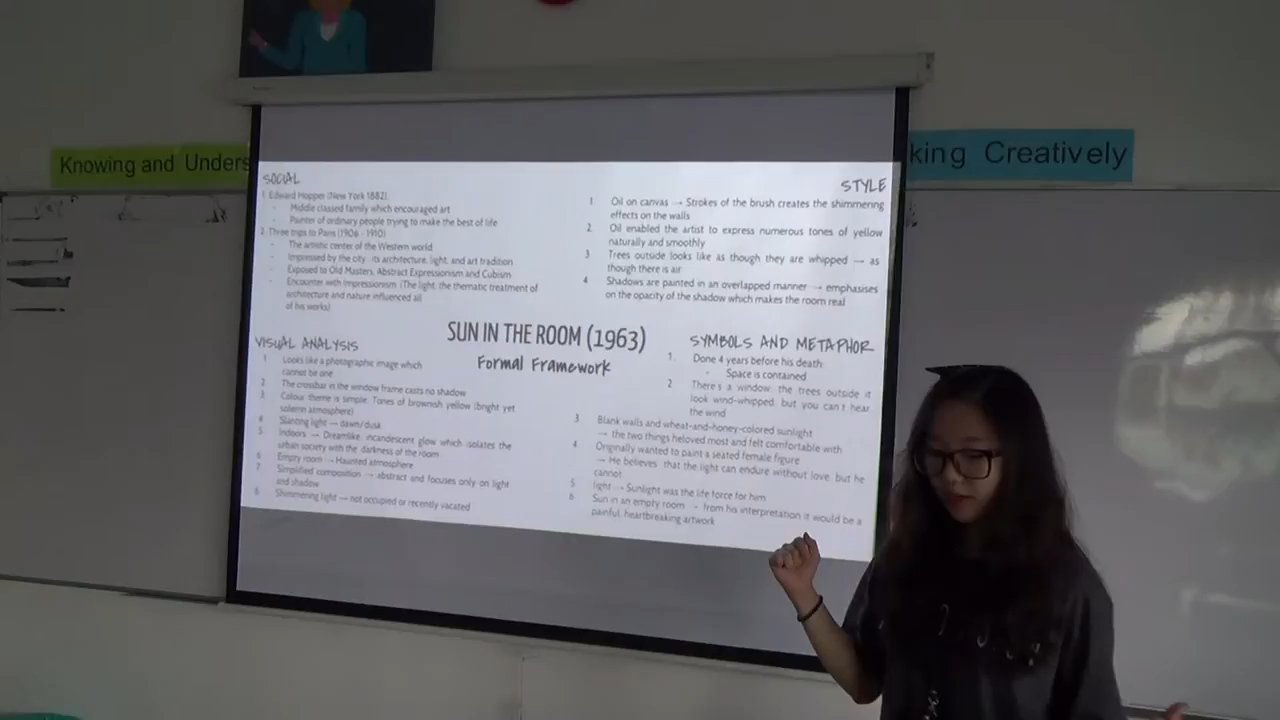 Knowing and Unders
king Creatively
SOCIAL
1. Edward Hopper (New York 1882)
- Middle classed family which encouraged art
- Painter of ordinary people trying to make the best of life
2. Three trips to Paris (1906 - 1910)
- The artistic center of the Western world
- Impressed by the city : its architecture, light, and art tradition
- Exposed to Old Masters, Abstract Expressionism and Cubism
- Encounter with Impressionism (The light, the thematic treatment of
architecture and nature influenced all
of his works)
STYLE
1 Oil on canvas → Strokes of the brush creates the shimmering
effects on the walls
2 Oil enabled the artist to express numerous tones of yellow
naturally and smoothly
3 Trees outside looks like as though they are whipped → as
though there is air
4 Shadows are painted in an overlapped manner → emphasises
on the opacity of the shadow which makes the room real
SUN IN THE ROOM (1963)
Formal Framework
VISUAL ANALYSIS
1 Looks like a photographic image which
cannot be one
2 The crossbar in the window frame casts no shadow
3 Colour theme is simple. Tones of brownish yellow (bright yet
solemn atmosphere)
4 Slanting light → dawn/dusk
5 Indoors → Dreamlike, incandescent glow which isolates the
urban society with the darkness of the room
6 Empty room → Haunted atmosphere
7 Simplified composition → abstract and focuses only on light
and shadow
8 Shimmering light → not occupied or recently vacated
SYMBOLS AND METAPHOR
1. Done 4 years before his death
- Space is contained
2 There's a window, the trees outside it
look wind-whipped, but you can't hear
the wind
3 Blank walls and wheat-and-honey-colored sunlight
→ the two things beloved most and felt comfortable with
4 Originally wanted to paint a seated female figure
→ He believes that the light can endure without love, but he
cannot
5 light → Sunlight was the life force for him
6 Sun in an empty room → from his interpretation it would be a
painful, heartbreaking artwork